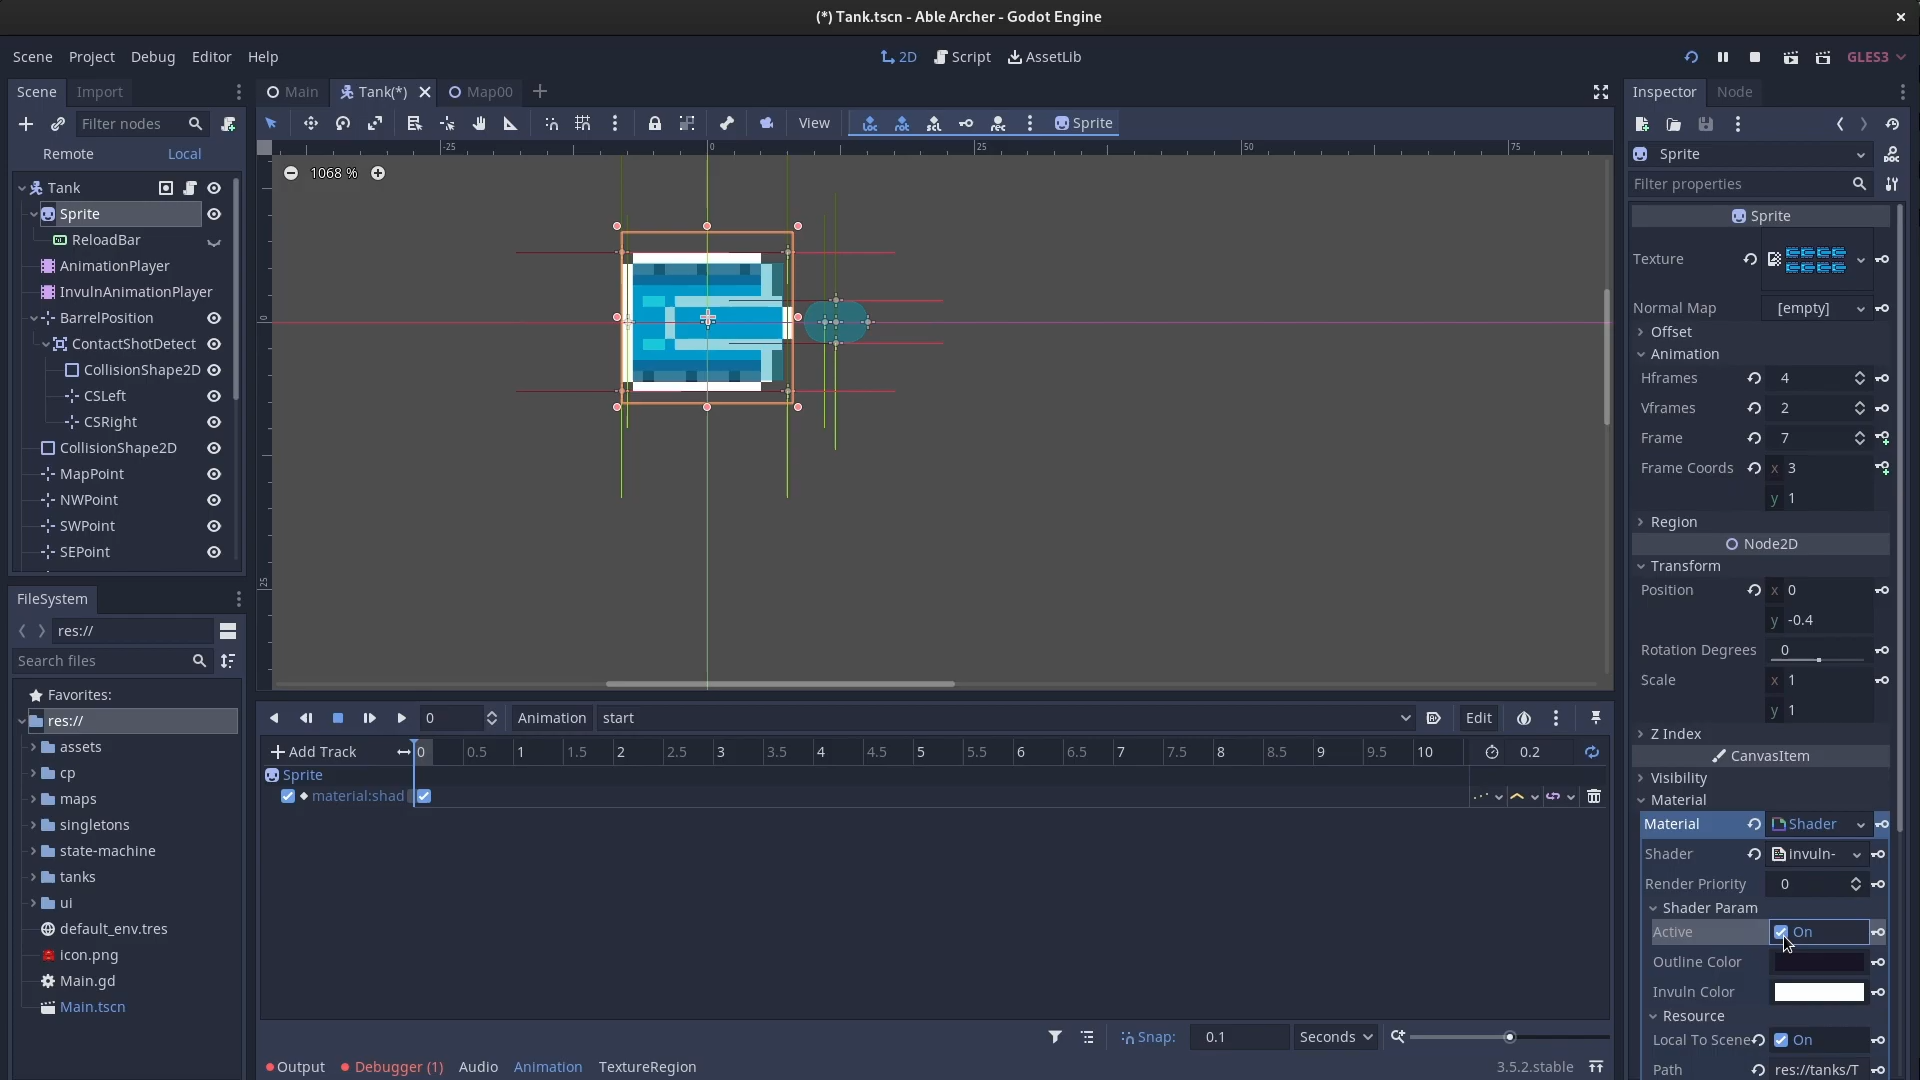 (*) Tank.tscn - Able Archer - Godot Engine
Scene Project Debug Editor Help
2D Script AssetLib
GLES3
Scene Import
Main Tank(*) Map00
Inspector Node
Filter nodes
View
Sprite
Remote Local
Sprite
Filter properties
1068 %
-25 0 25 50 75
0
25
Tank
Sprite
ReloadBar
AnimationPlayer
InvulnAnimationPlayer
BarrelPosition
ContactShotDetect
CollisionShape2D
CSLeft
CSRight
CollisionShape2D
MapPoint
NWPoint
SWPoint
SEPoint
FileSystem
res://
Search files
Favorites:
res://
assets
cp
maps
singletons
state-machine
tanks
ui
default_env.tres
icon.png
Main.gd
Main.tscn
0 Animation start Edit
Add Track 0 0.5 1 1.5 2 2.5 3 3.5 4 4.5 5 5.5 6 6.5 7 7.5 8 8.5 9 9.5 10 0.2
Sprite
material:shad
Snap: 0.1 Seconds
Output Debugger (1) Audio Animation TextureRegion 3.5.2.stable
Sprite
Texture
Normal Map [empty]
Offset
Animation
Hframes 4
Vframes 2
Frame 7
Frame Coords x 3
y 1
Region
Node2D
Transform
Position x 0
y -0.4
Rotation Degrees 0
Scale x 1
y 1
Z Index
CanvasItem
Visibility
Material
Material Shader
Shader invuln-
Render Priority 0
Shader Param
Active On
Outline Color
Invuln Color
Resource
Local To Scene On
Path res://tanks/T